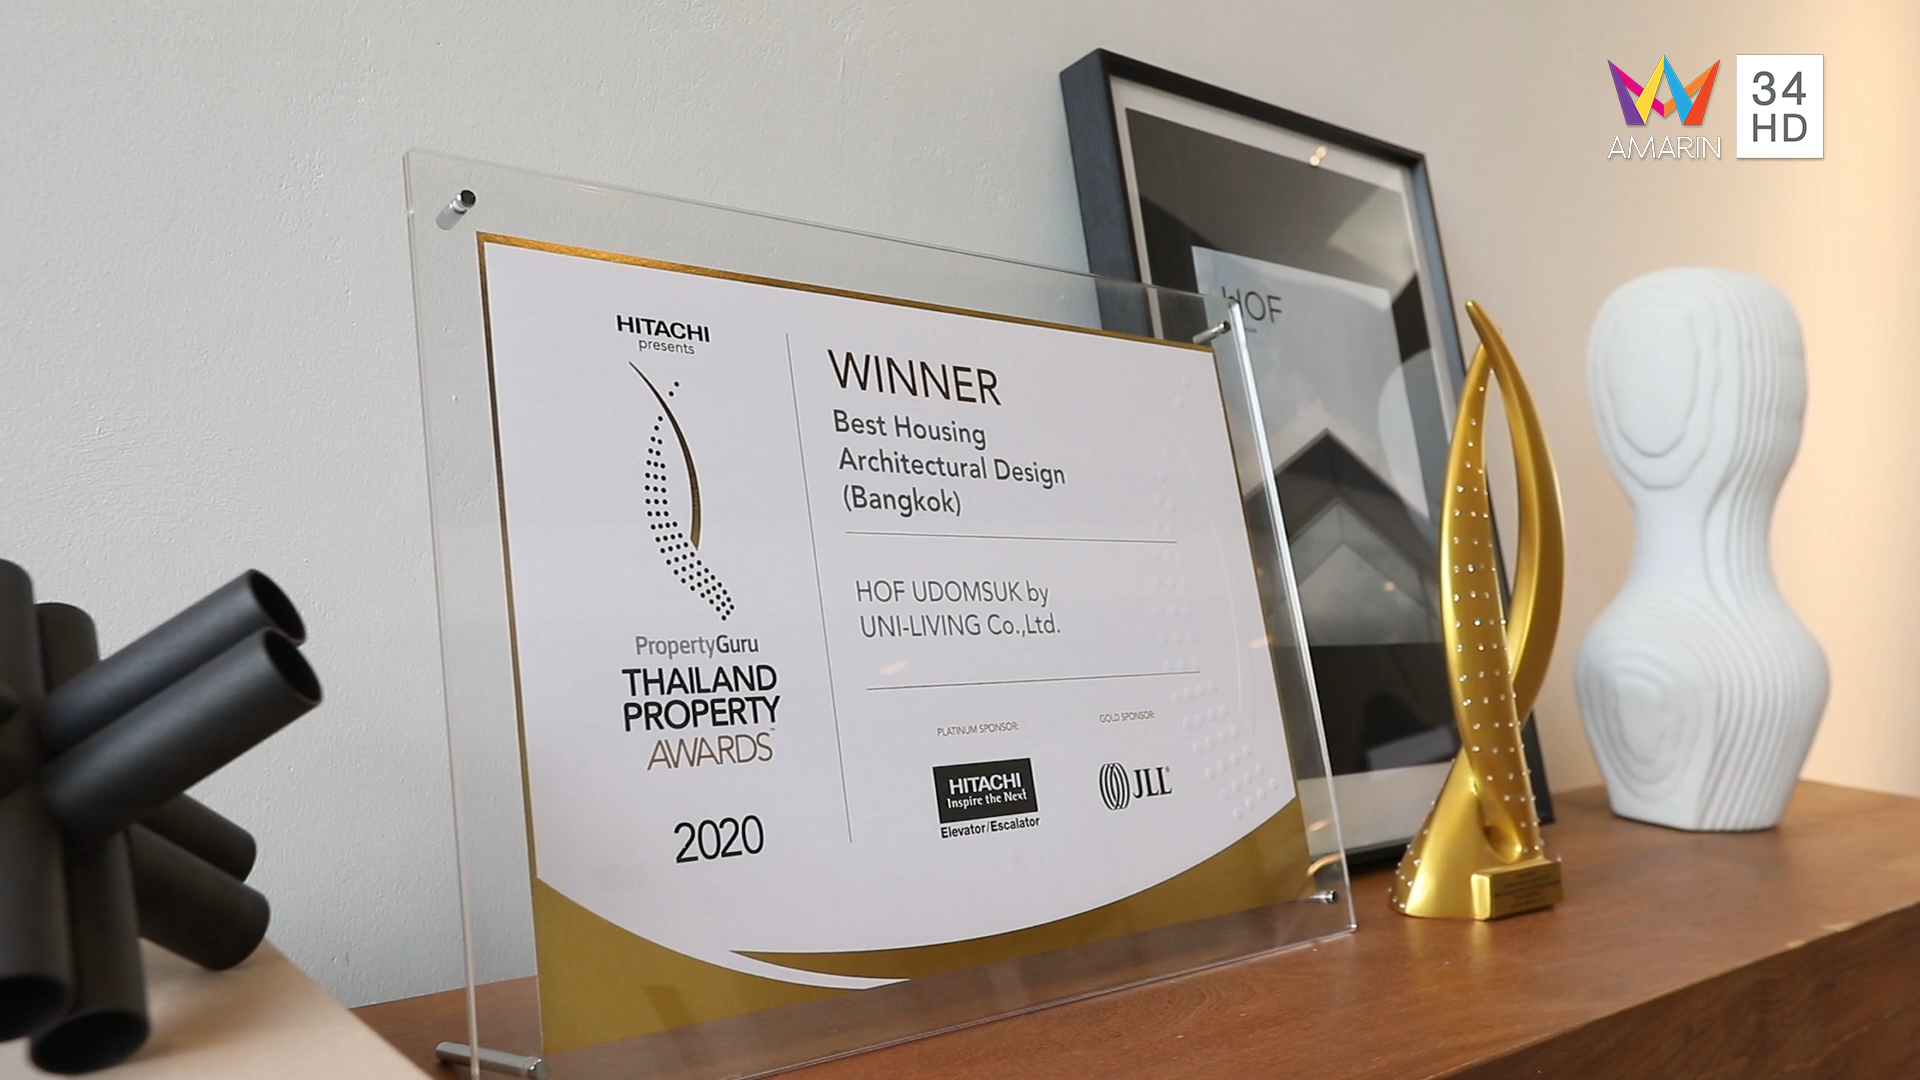 AMARIN
34
HD
HOF
HITACHI
presents
PropertyGuru
THAILAND
PROPERTY
AWARDS™
2020
WINNER
Best Housing
Architectural Design
(Bangkok)
HOF UDOMSUK by
UNI-LIVING Co.,Ltd.
PLATINUM SPONSOR:
HITACHI
Inspire the Next
Elevator/Escalator
GOLD SPONSOR:
JLL®